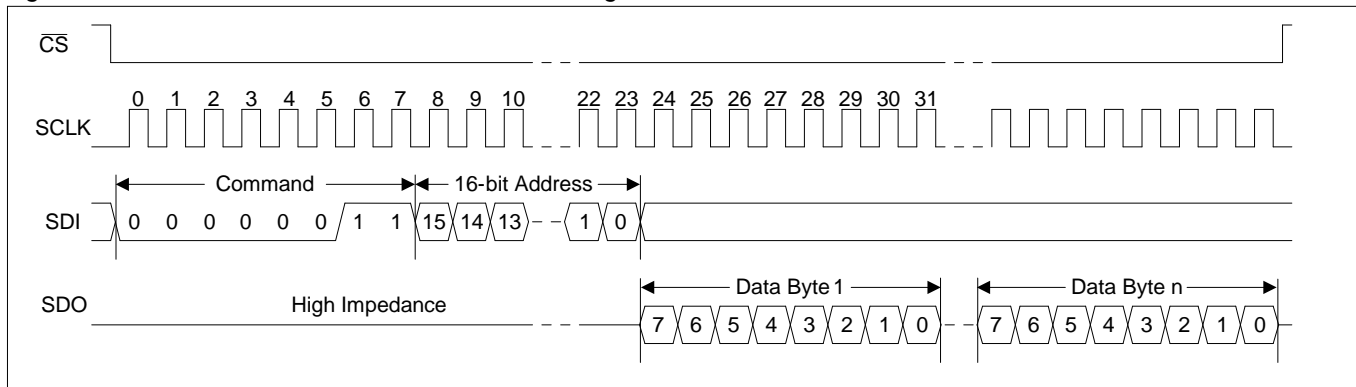 CS
0 1 2 3 4 5 6 7 8 9 10 22 23 24 25 26 27 28 29 30 31
SCLK
Command 16-bit Address
SDI 0 0 0 0 0 0 1 1 15 14 13 1 0
Data Byte 1 Data Byte n
SDO High Impedance 7 6 5 4 3 2 1 0 7 6 5 4 3 2 1 0